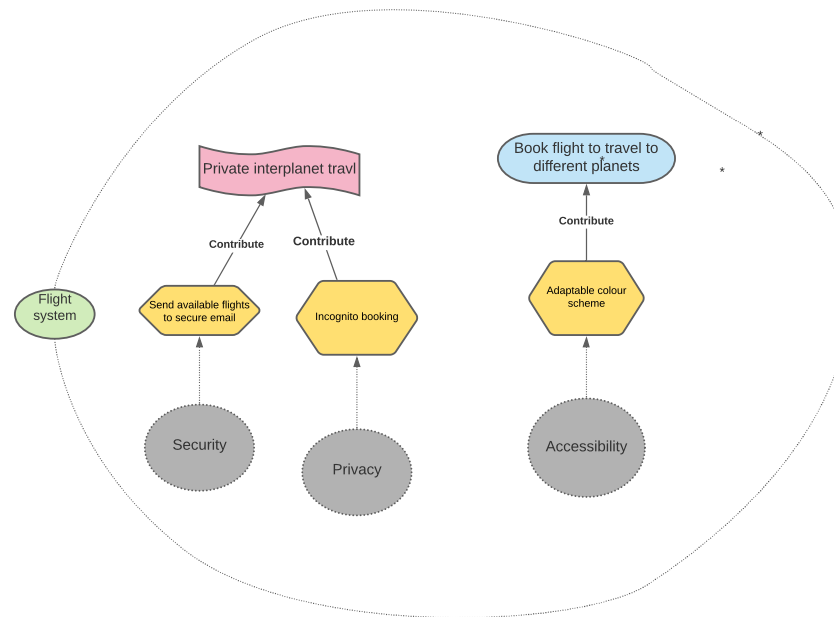 *
Book flight to travel to
different planets
*
*
Private interplanet travl
Contribute
Contribute
Contribute
Flight
system
Send available flights
to secure email
Incognito booking
Adaptable colour
scheme
Security
Privacy
Accessibility